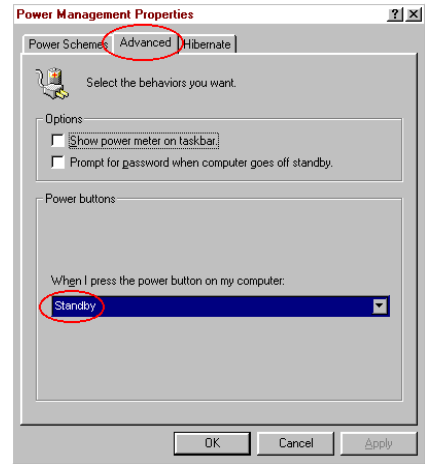 Power Management Properties
Power Schemes Advanced Hibernate
Select the behaviors you want.
Options
Show power meter on taskbar.
Prompt for password when computer goes off standby.
Power buttons
When I press the power button on my computer:
Standby
OK Cancel Apply